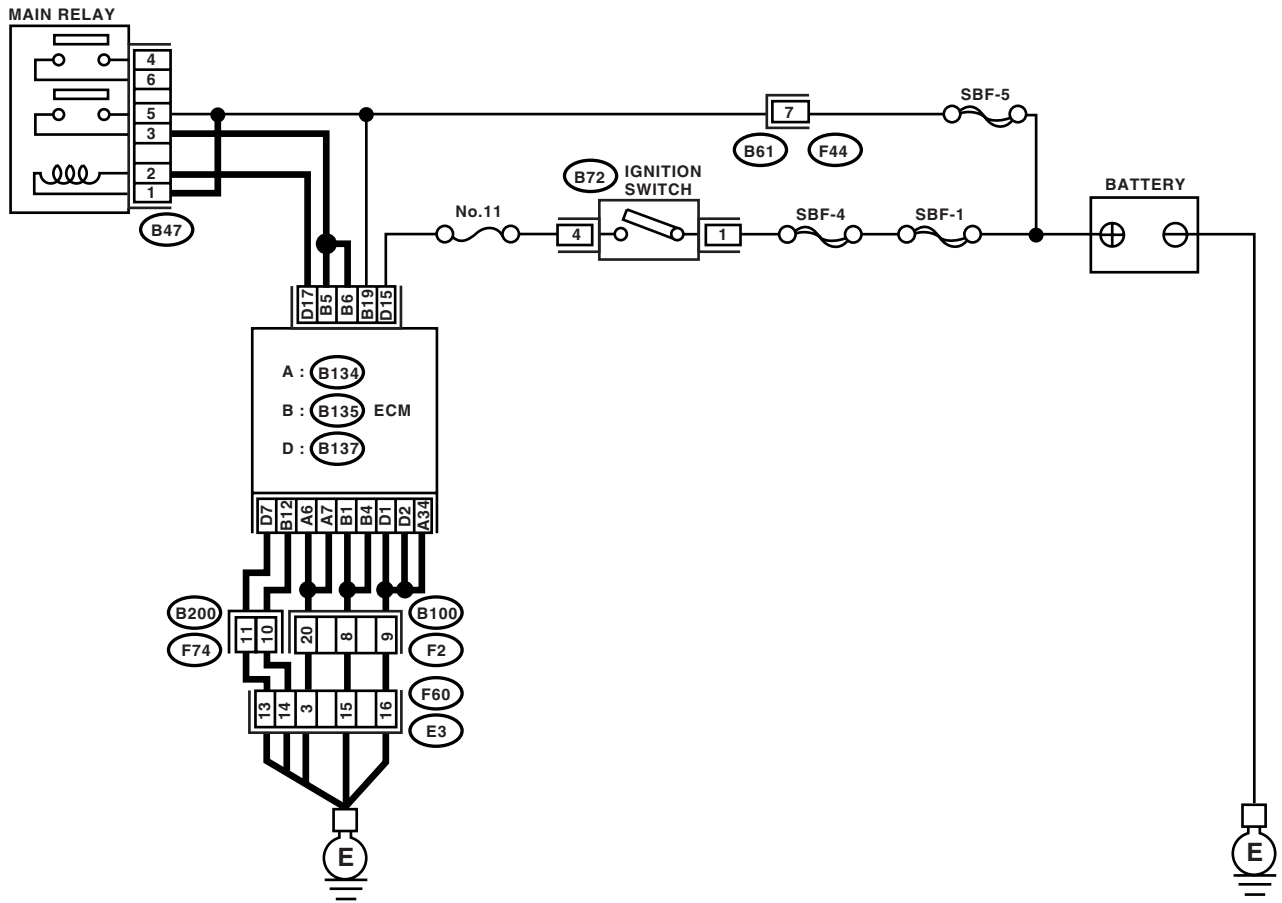 MAIN RELAY
4
6
5
3
2
1
B47
SBF-5
7
B61
F44
B72
IGNITION
SWITCH
No.11
4
1
SBF-4
SBF-1
BATTERY
D17
B5
B6
B19
D15
A : B134
B : B135 ECM
D : B137
D7
B12
A6
A7
B1
B4
D1
D2
A34
B200
F74
11
10
20
8
9
B100
F2
13
14
3
15
16
F60
E3
E
E